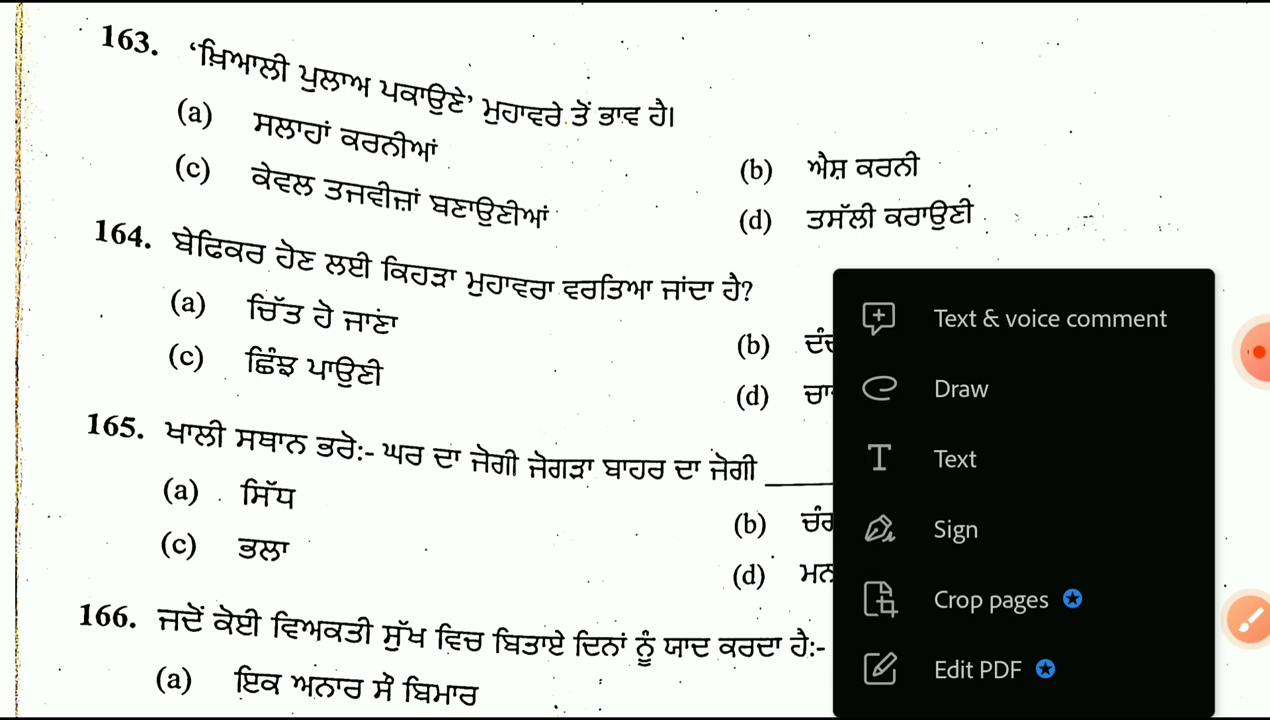 163. ‘ਖ਼ਿਆਲੀ ਪੁਲਾਅ ਪਕਾਉਣੇ’ ਮੁਹਾਵਰੇ ਤੋਂ ਭਾਵ ਹੈ।
(a) ਸਲਾਹਾਂ ਕਰਨੀਆਂ
(b) ਐਸ਼ ਕਰਨੀ
(c) ਕੇਵਲ ਤਜਵੀਜ਼ਾਂ ਬਣਾਉਣੀਆਂ
(d) ਤਸੱਲੀ ਕਰਾਉਣੀ
164. ਬੇਫਿਕਰ ਹੋਣ ਲਈ ਕਿਹੜਾ ਮੁਹਾਵਰਾ ਵਰਤਿਆ ਜਾਂਦਾ ਹੈ?
(a) ਚਿੱਤ ਹੋ ਜਾਣਾ
(b)
(c) ਛਿੰਝ ਪਾਉਣੀ
(d)
165. ਖਾਲੀ ਸਥਾਨ ਭਰੋ:- ਘਰ ਦਾ ਜੋਗੀ ਜੋਗੜਾ ਬਾਹਰ ਦਾ ਜੋਗੀ ______
(a) ਸਿੱਧ
(b)
(c) ਭਲਾ
(d)
166. ਜਦੋਂ ਕੋਈ ਵਿਅਕਤੀ ਸੁੱਖ ਵਿਚ ਬਿਤਾਏ ਦਿਨਾਂ ਨੂੰ ਯਾਦ ਕਰਦਾ ਹੈ:-
(a) ਇਕ ਅਨਾਰ ਸੌ ਬਿਮਾਰ
Text & voice comment
Draw
Text
Sign
Crop pages
Edit PDF